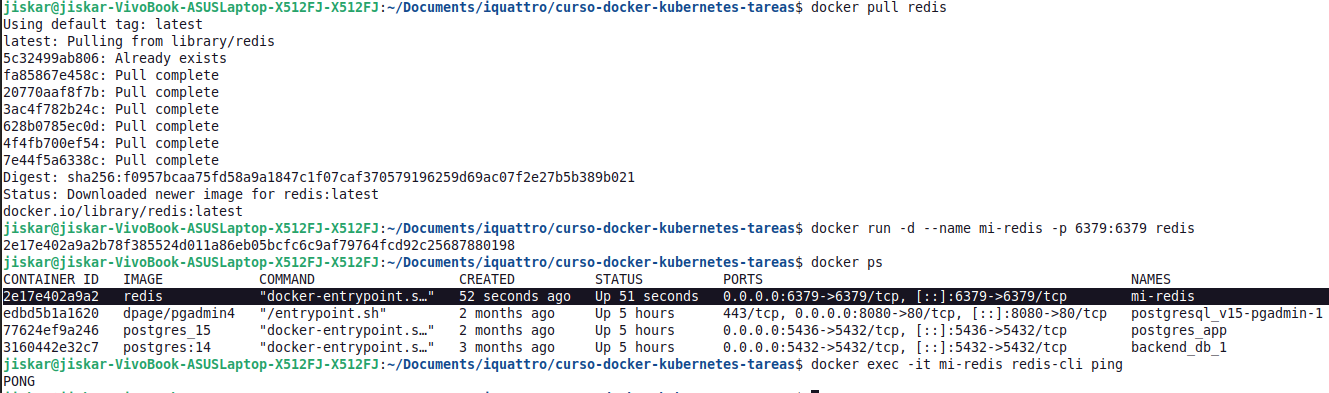 jiskar@jiskar-VivoBook-ASUSLaptop-X512FJ-X512FJ:~/Documents/iquattro/curso-docker-kubernetes-tareas$ docker pull redis
Using default tag: latest
latest: Pulling from library/redis
5c32499ab806: Already exists
fa85867e458c: Pull complete
20770aaf8f7b: Pull complete
3ac4f782b24c: Pull complete
628b0785ec0d: Pull complete
4f4fb700ef54: Pull complete
7e44f5a6338c: Pull complete
Digest: sha256:f0957bcaa75fd58a9a1847c1f07caf370579196259d69ac07f2e27b5b389b021
Status: Downloaded newer image for redis:latest
docker.io/library/redis:latest
jiskar@jiskar-VivoBook-ASUSLaptop-X512FJ-X512FJ:~/Documents/iquattro/curso-docker-kubernetes-tareas$ docker run -d --name mi-redis -p 6379:6379 redis
2e17e402a9a2b78f385524d011a86eb05bcfc6c9af79764fcd92c25687880198
jiskar@jiskar-VivoBook-ASUSLaptop-X512FJ-X512FJ:~/Documents/iquattro/curso-docker-kubernetes-tareas$ docker ps
CONTAINER ID   IMAGE            COMMAND                  CREATED          STATUS          PORTS                                              NAMES
2e17e402a9a2   redis            "docker-entrypoint.s…"   52 seconds ago   Up 51 seconds   0.0.0.0:6379->6379/tcp, [::]:6379->6379/tcp        mi-redis
edbd5b1a1620   dpage/pgadmin4   "/entrypoint.sh"         2 months ago     Up 5 hours      443/tcp, 0.0.0.0:8080->80/tcp, [::]:8080->80/tcp   postgresql_v15-pgadmin-1
77624ef9a246   postgres_15      "docker-entrypoint.s…"   2 months ago     Up 5 hours      0.0.0.0:5436->5432/tcp, [::]:5436->5432/tcp        postgres_app
3160442e32c7   postgres:14      "docker-entrypoint.s…"   3 months ago     Up 5 hours      0.0.0.0:5432->5432/tcp, [::]:5432->5432/tcp        backend_db_1
jiskar@jiskar-VivoBook-ASUSLaptop-X512FJ-X512FJ:~/Documents/iquattro/curso-docker-kubernetes-tareas$ docker exec -it mi-redis redis-cli ping
PONG